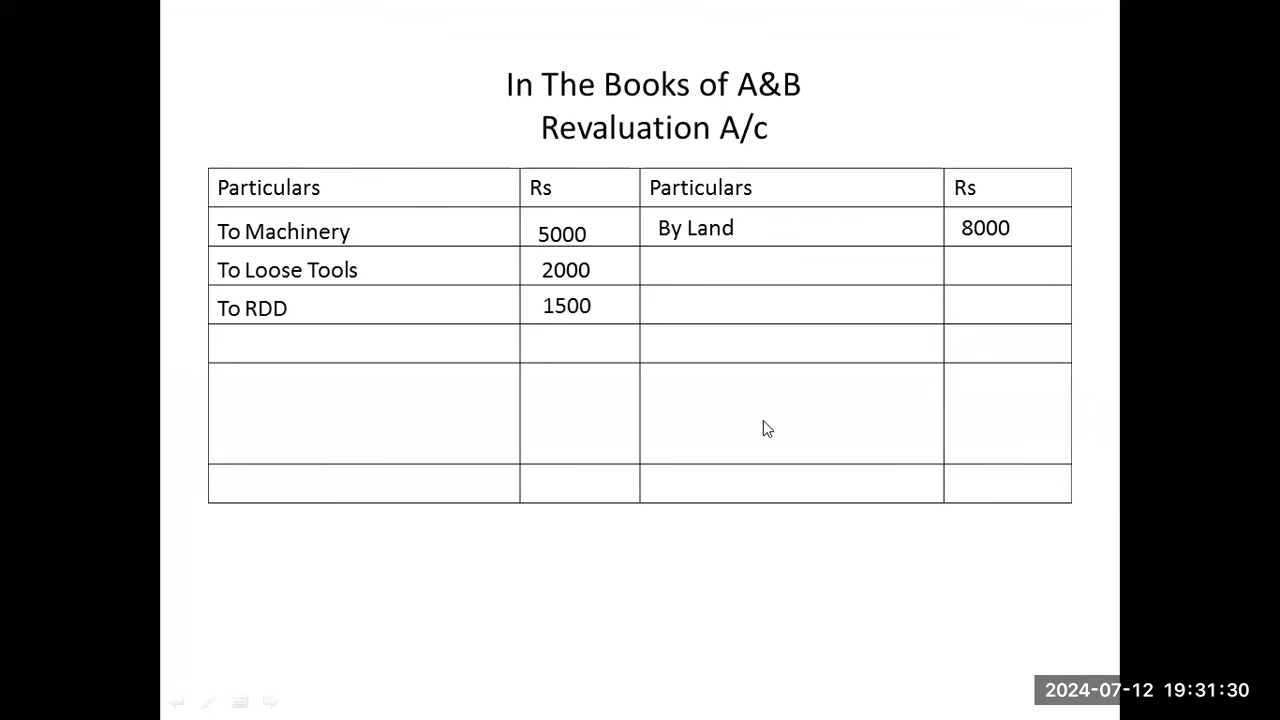 In The Books of A&B
Revaluation A/c
Particulars Rs Particulars Rs
To Machinery 5000 By Land 8000
To Loose Tools 2000
To RDD 1500
2024-07-12 19:31:30